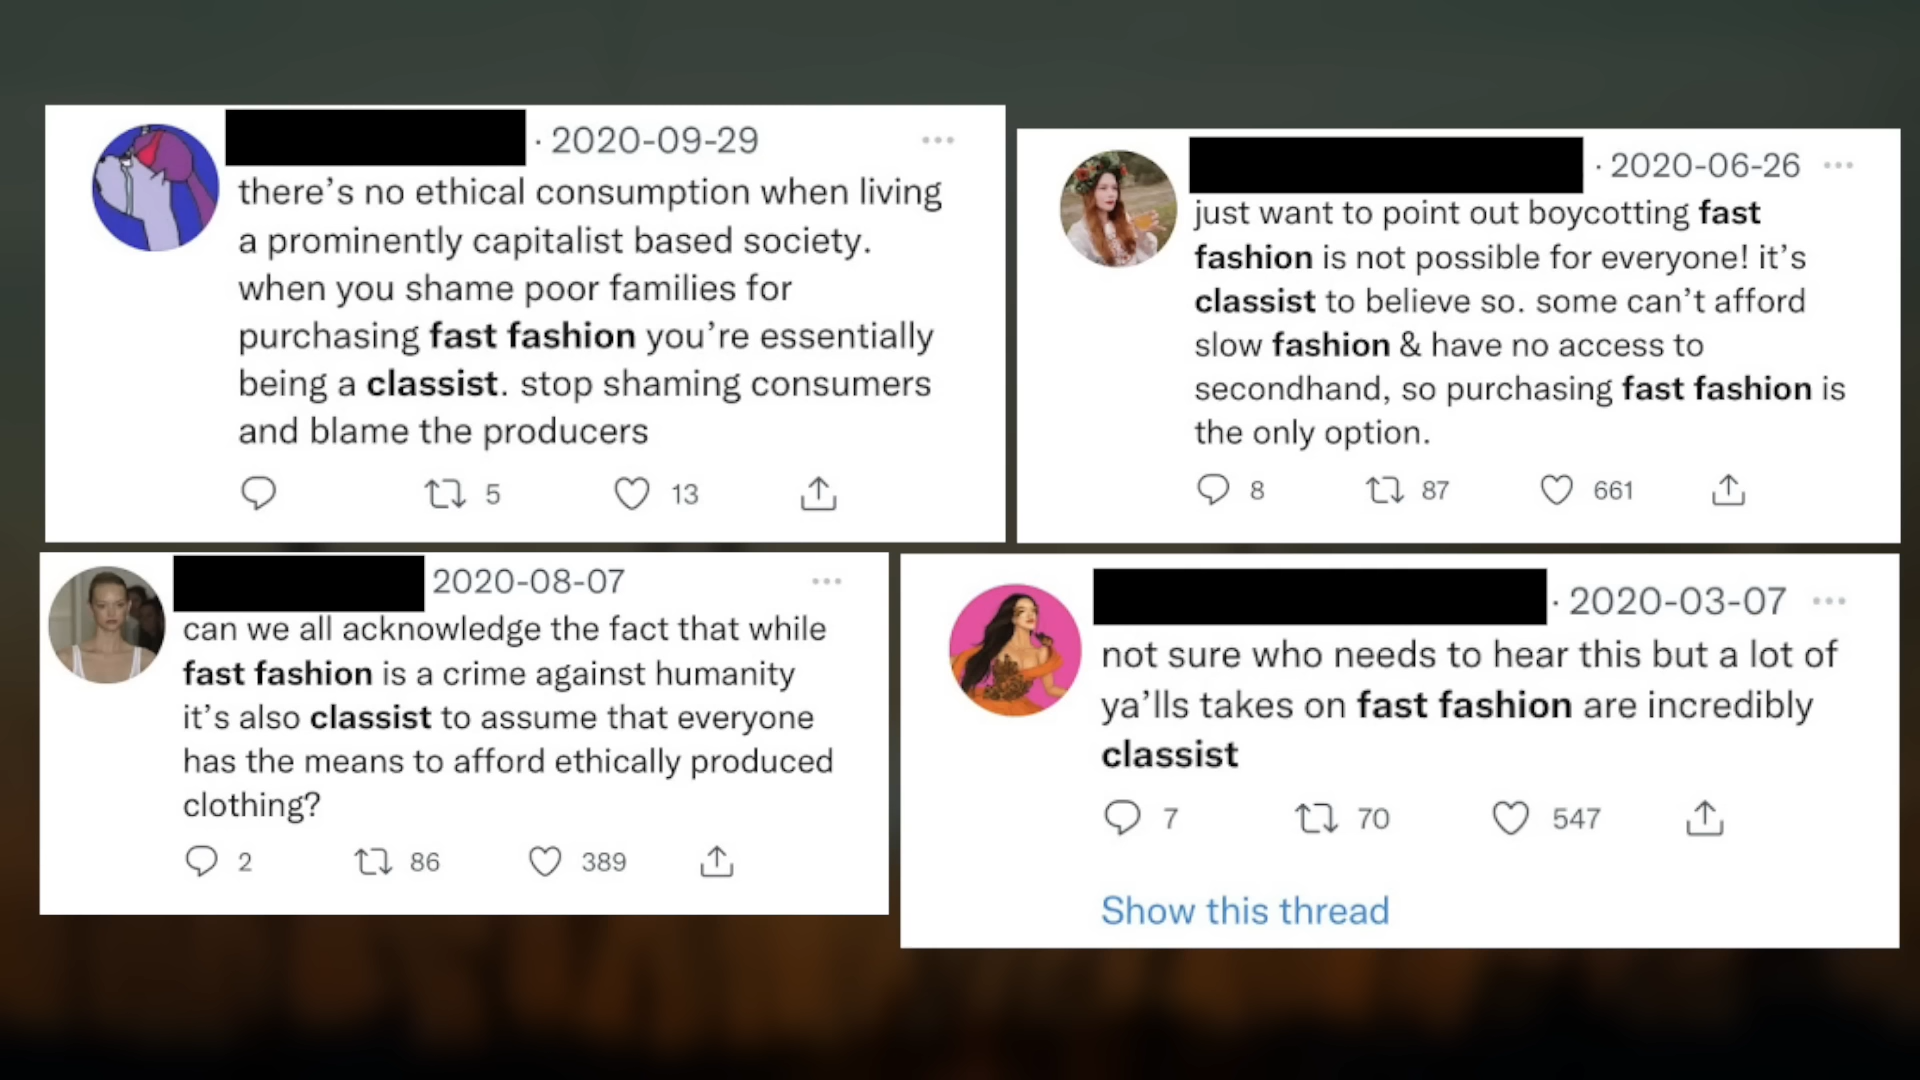 · 2020-09-29
there's no ethical consumption when living
a prominently capitalist based society.
when you shame poor families for
purchasing fast fashion you're essentially
being a classist. stop shaming consumers
and blame the producers
5 13
· 2020-06-26
just want to point out boycotting fast
fashion is not possible for everyone! it's
classist to believe so. some can't afford
slow fashion & have no access to
secondhand, so purchasing fast fashion is
the only option.
8 87 661
2020-08-07
can we all acknowledge the fact that while
fast fashion is a crime against humanity
it's also classist to assume that everyone
has the means to afford ethically produced
clothing?
2 86 389
· 2020-03-07
not sure who needs to hear this but a lot of
ya'lls takes on fast fashion are incredibly
classist
7 70 547
Show this thread